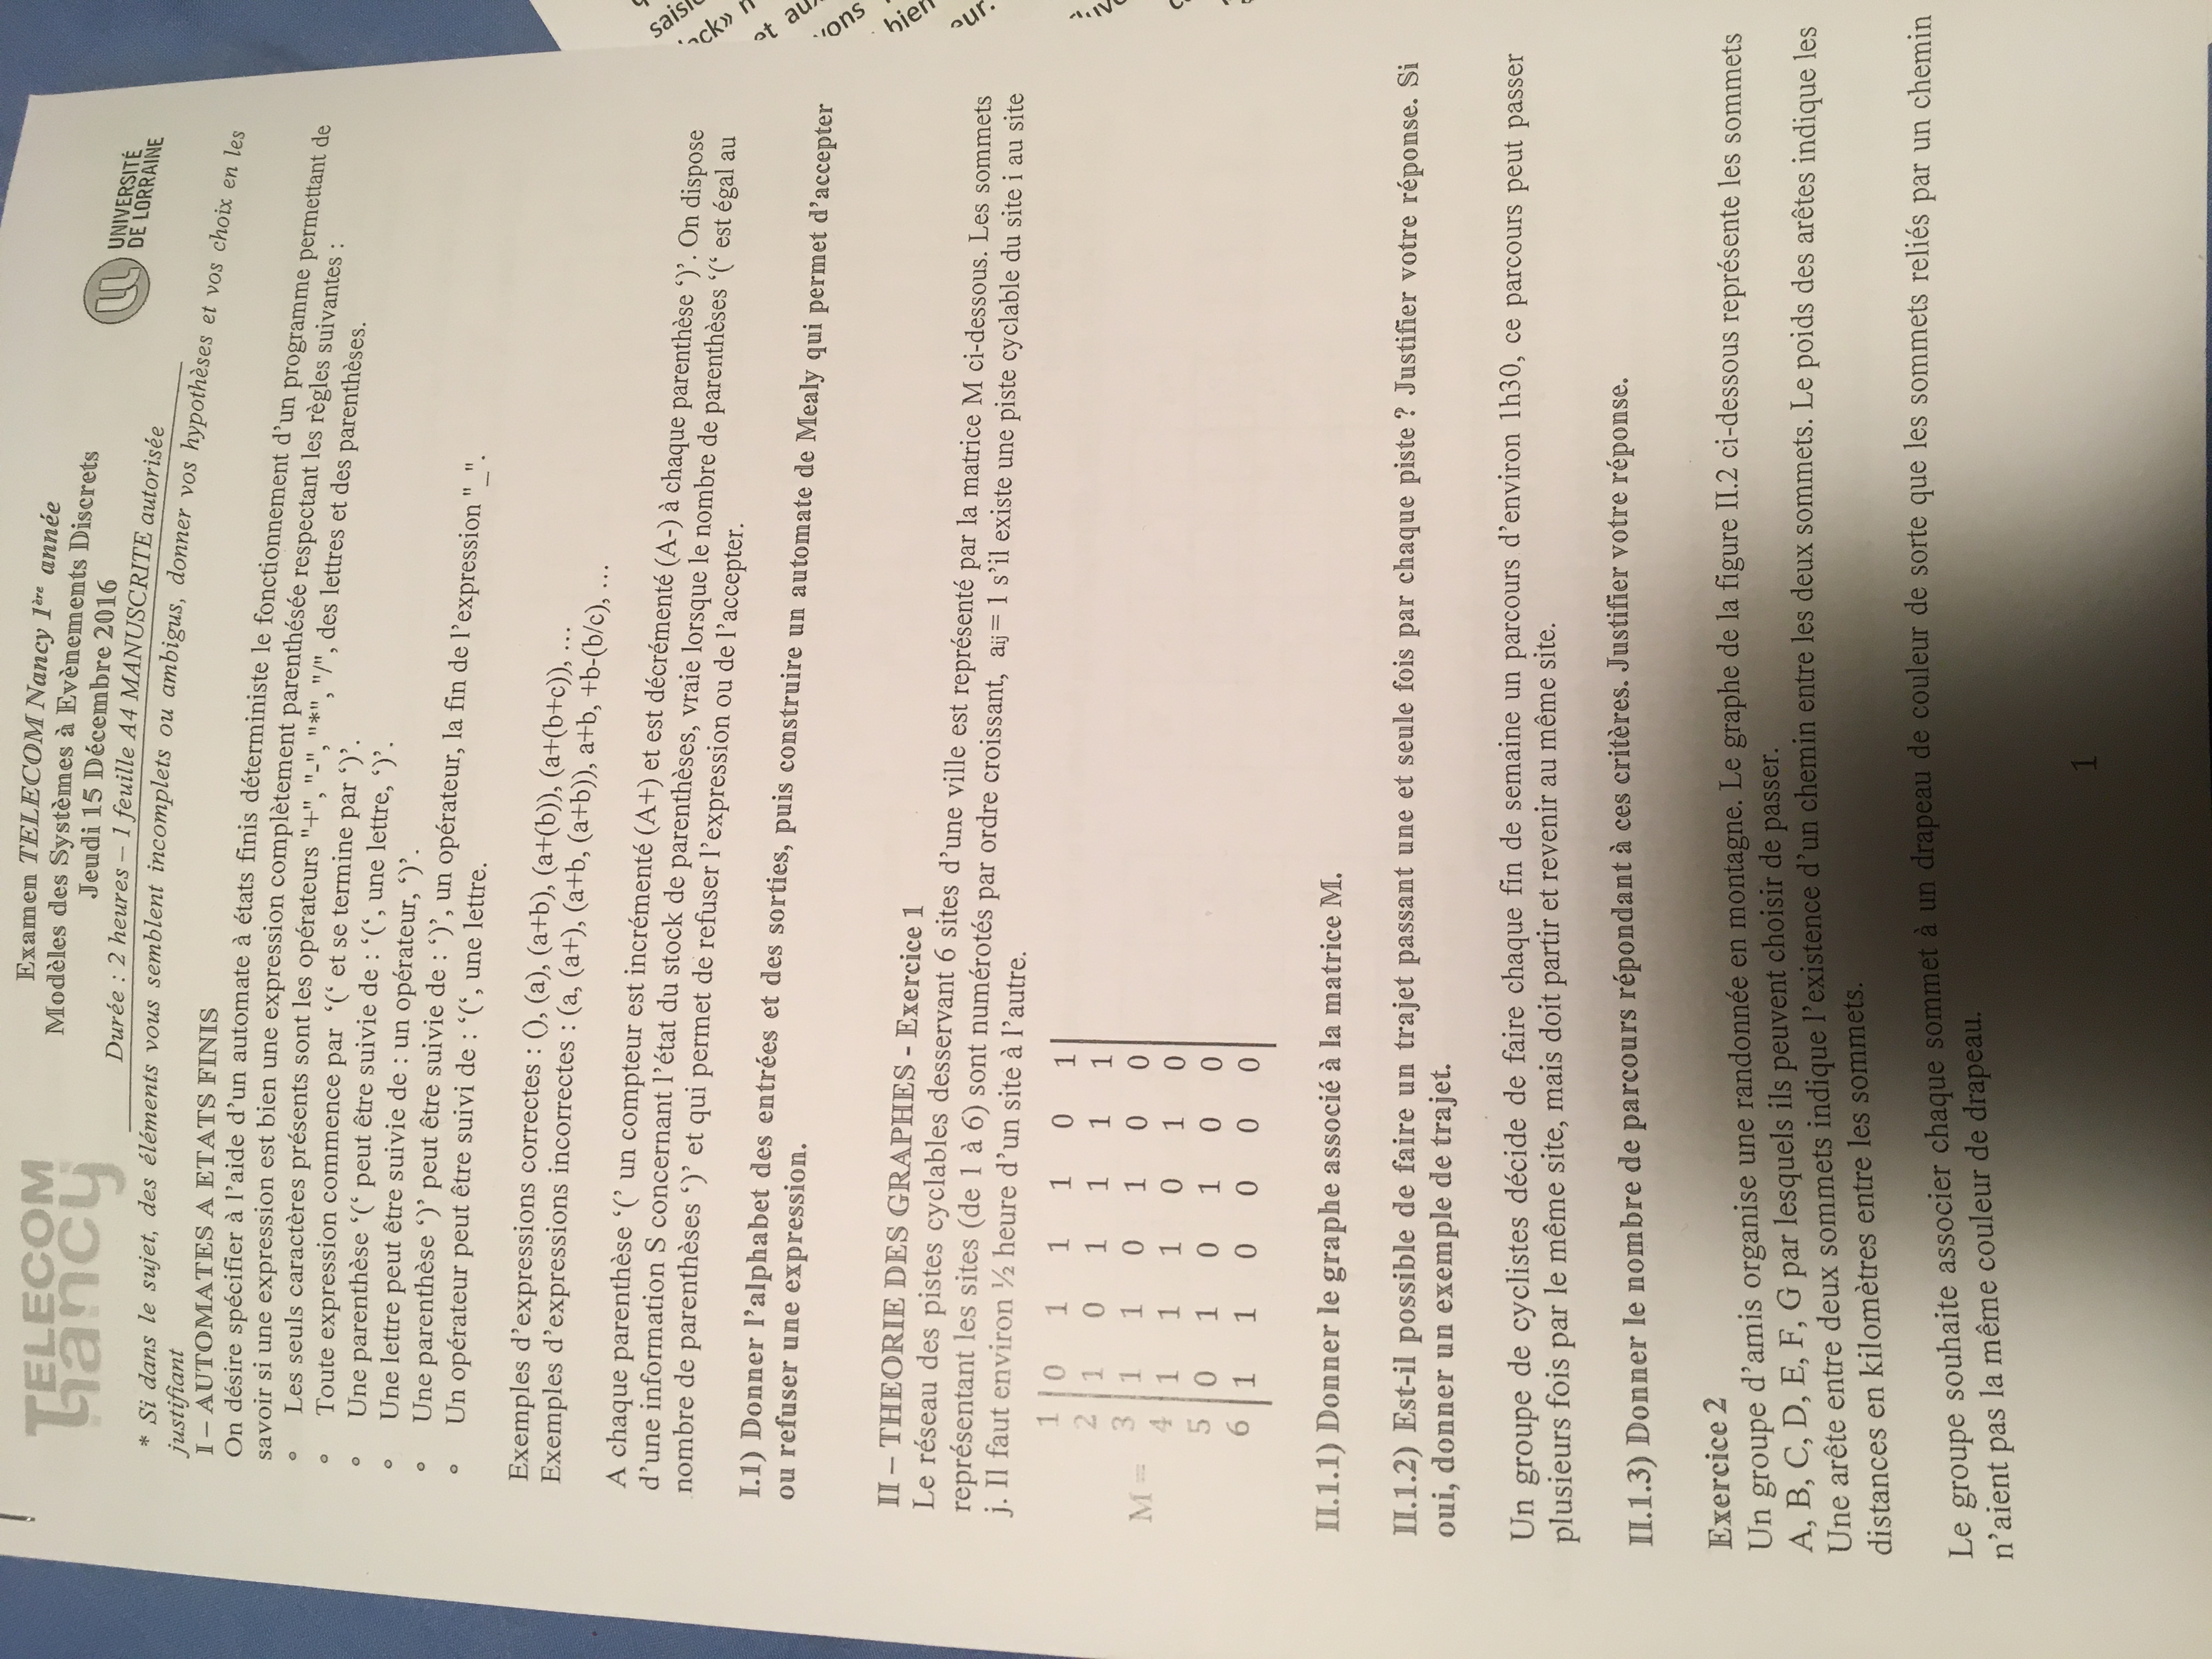 TELECOM
nancy
Examen TELECOM Nancy 1ère année
Modèles des Systèmes à Evènements Discrets
Jeudi 15 Décembre 2016
Durée : 2 heures – 1 feuille A4 MANUSCRITE autorisée
UNIVERSITÉ
DE LORRAINE
* Si dans le sujet, des éléments vous semblent incomplets ou ambigus, donner vos hypothèses et vos choix en les
justifiant
I – AUTOMATES A ETATS FINIS
On désire spécifier à l'aide d'un automate à états finis déterministe le fonctionnement d'un programme permettant de
savoir si une expression est bien une expression complètement parenthésée respectant les règles suivantes :
° Les seuls caractères présents sont les opérateurs "+", "-", "*", "/", des lettres et des parenthèses.
° Toute expression commence par ‘(‘ et se termine par ‘)’.
° Une parenthèse ‘(‘ peut être suivie de : ‘(‘, une lettre, ‘)’.
° Une lettre peut être suivie de : un opérateur, ‘)’.
° Une parenthèse ‘)’ peut être suivie de : ‘)’, un opérateur, la fin de l'expression "_".
° Un opérateur peut être suivi de : ‘(‘, une lettre.
Exemples d'expressions correctes : (), (a), (a+b), (a+(b)), (a+(b+c)), …
Exemples d'expressions incorrectes : (a, (a+), (a+b, (a+b)), a+b, +b-(b/c), …
A chaque parenthèse ‘(’ un compteur est incrémenté (A+) et est décrémenté (A-) à chaque parenthèse ‘)’. On dispose
d'une information S concernant l'état du stock de parenthèses, vraie lorsque le nombre de parenthèses ‘(‘ est égal au
nombre de parenthèses ‘)’ et qui permet de refuser l'expression ou de l'accepter.
I.1) Donner l'alphabet des entrées et des sorties, puis construire un automate de Mealy qui permet d'accepter
ou refuser une expression.
II – THEORIE DES GRAPHES - Exercice 1
Le réseau des pistes cyclables desservant 6 sites d'une ville est représenté par la matrice M ci-dessous. Les sommets
représentant les sites (de 1 à 6) sont numérotés par ordre croissant, aij = 1 s'il existe une piste cyclable du site i au site
j. Il faut environ ½ heure d'un site à l'autre.
1 0 1 1 1 0 1
2 1 0 1 1 1 1
M = 3 1 1 0 1 0 0
4 1 1 1 0 1 0
5 0 1 0 1 0 0
6 1 1 0 0 0 0
II.1.1) Donner le graphe associé à la matrice M.
II.1.2) Est-il possible de faire un trajet passant une et seule fois par chaque piste ? Justifier votre réponse. Si
oui, donner un exemple de trajet.
Un groupe de cyclistes décide de faire chaque fin de semaine un parcours d'environ 1h30, ce parcours peut passer
plusieurs fois par le même site, mais doit partir et revenir au même site.
II.1.3) Donner le nombre de parcours répondant à ces critères. Justifier votre réponse.
Exercice 2
Un groupe d'amis organise une randonnée en montagne. Le graphe de la figure II.2 ci-dessous représente les sommets
A, B, C, D, E, F, G par lesquels ils peuvent choisir de passer.
Une arête entre deux sommets indique l'existence d'un chemin entre les deux sommets. Le poids des arêtes indique les
distances en kilomètres entre les sommets.
Le groupe souhaite associer chaque sommet à un drapeau de couleur de sorte que les sommets reliés par un chemin
n'aient pas la même couleur de drapeau.
1